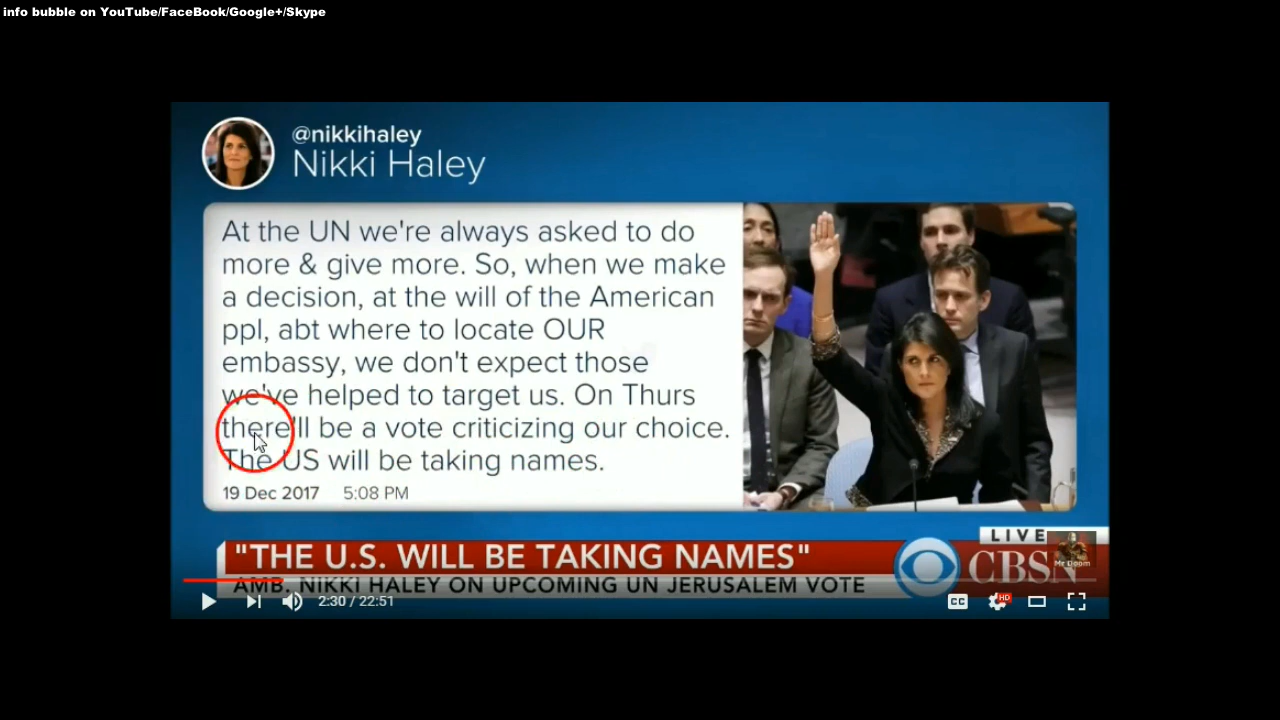 info bubble on YouTube/FaceBook/Google+/Skype
@nikkihaley
Nikki Haley
At the UN we're always asked to do
more & give more. So, when we make
a decision, at the will of the American
ppl, abt where to locate OUR
embassy, we don't expect those
we've helped to target us. On Thurs
there'll be a vote criticizing our choice.
The US will be taking names.
19 Dec 2017 5:08 PM
LIVE
"THE U.S. WILL BE TAKING NAMES"
CBSN
Mr Doom
AMB. NIKKI HALEY ON UPCOMING UN JERUSALEM VOTE
2:30 / 22:51
CC
HD